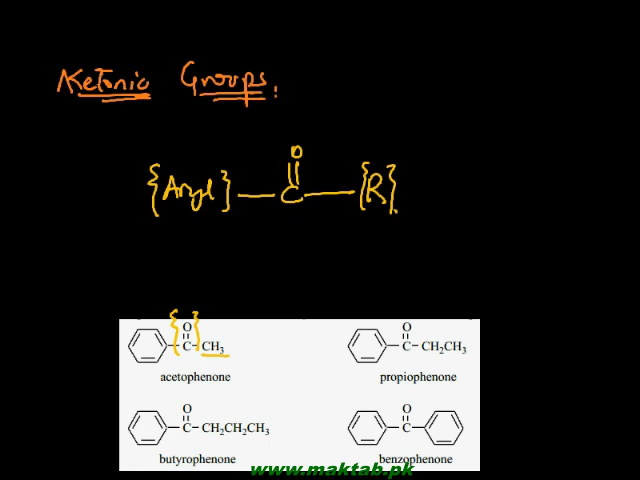 Ketonic Groups:
O
{Aryl} — C — {R}
O
C–CH3
acetophenone
O
C–CH2CH3
propiophenone
O
C–CH2CH2CH3
butyrophenone
O
C
benzophenone
www.maktab.pk